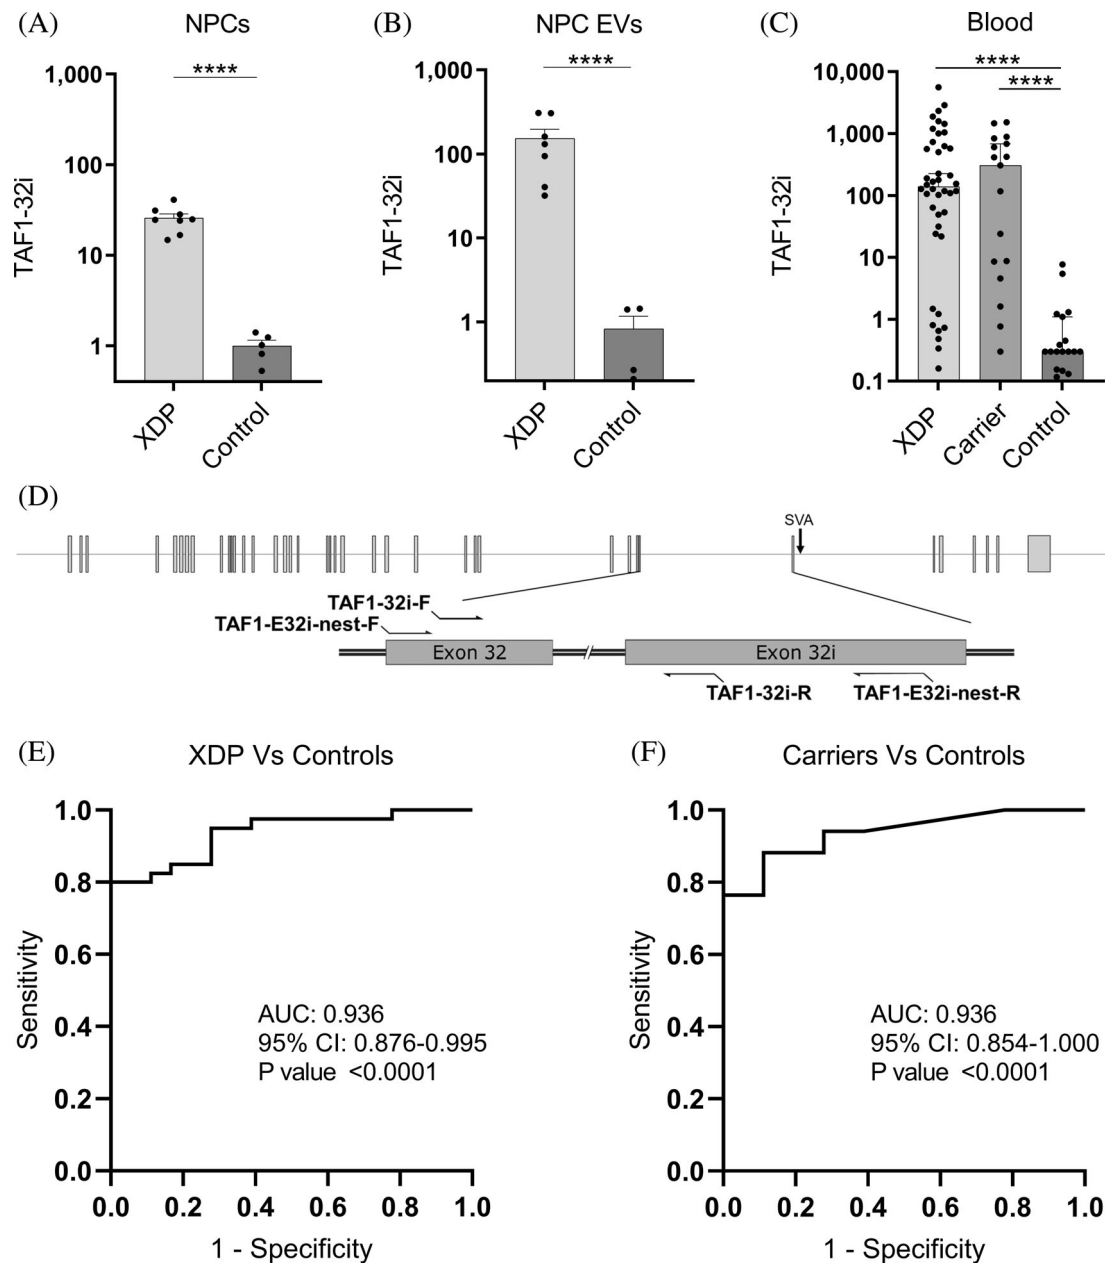 (A)
NPCs
****
TAF1-32i
1,000
100
10
1
XDP
Control
(B)
NPC EVs
****
TAF1-32i
1,000
100
10
1
XDP
Control
(C)
Blood
****
****
TAF1-32i
10,000
1,000
100
10
1
0.1
XDP
Carrier
Control
(D)
SVA
TAF1-32i-F
TAF1-E32i-nest-F
Exon 32
Exon 32i
TAF1-32i-R
TAF1-E32i-nest-R
(E)
XDP Vs Controls
Sensitivity
1.0
0.8
0.6
0.4
0.2
0.0
AUC: 0.936
95% CI: 0.876-0.995
P value <0.0001
0.0 0.2 0.4 0.6 0.8 1.0
1 - Specificity
(F)
Carriers Vs Controls
Sensitivity
1.0
0.8
0.6
0.4
0.2
0.0
AUC: 0.936
95% CI: 0.854-1.000
P value <0.0001
0.0 0.2 0.4 0.6 0.8 1.0
1 - Specificity